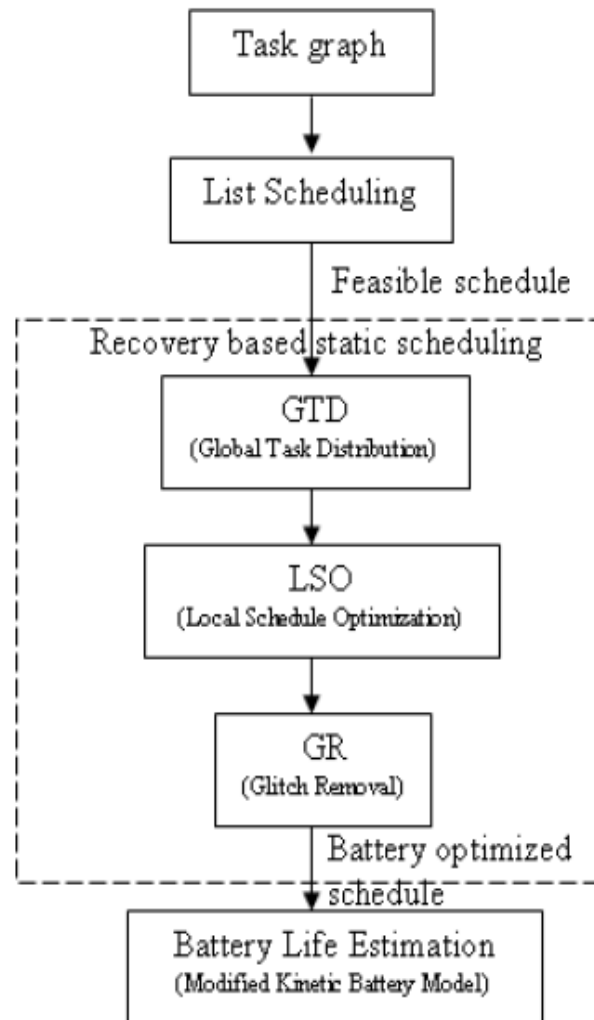 Task graph
List Scheduling
Feasible schedule
Recovery based static scheduling
GTD
(Global Task Distribution)
LSO
(Local Schedule Optimization)
GR
(Glitch Removal)
Battery optimized
schedule
Battery Life Estimation
(Modified Kinetic Battery Model)